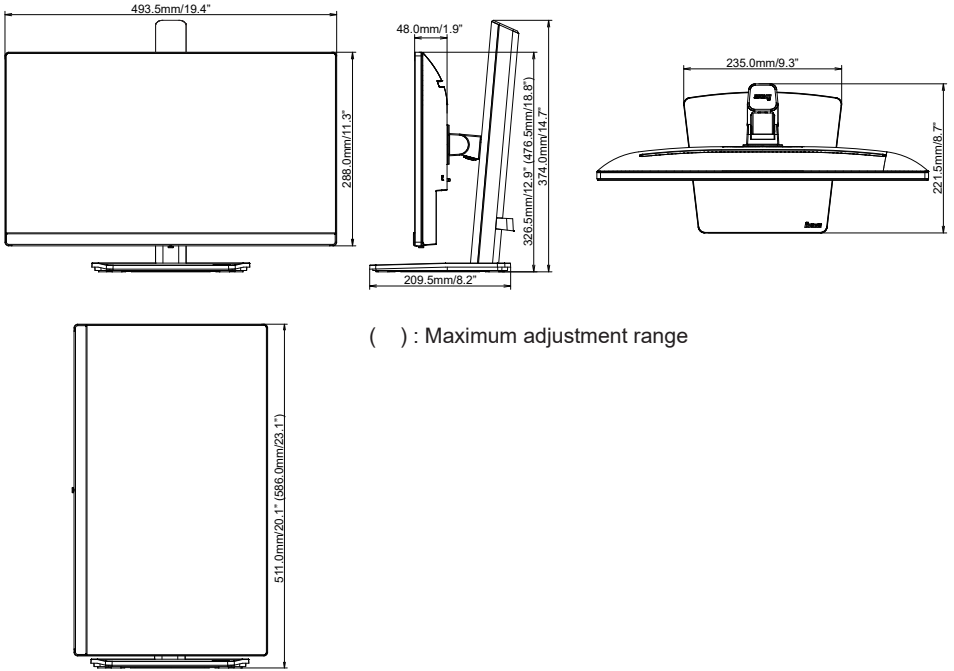 493.5mm/19.4"
48.0mm/1.9"
288.0mm/11.3"
326.5mm/12.9" (476.5mm/18.8")
374.0mm/14.7"
209.5mm/8.2"
235.0mm/9.3"
221.5mm/8.7"
( ) : Maximum adjustment range
511.0mm/20.1" (586.0mm/23.1")